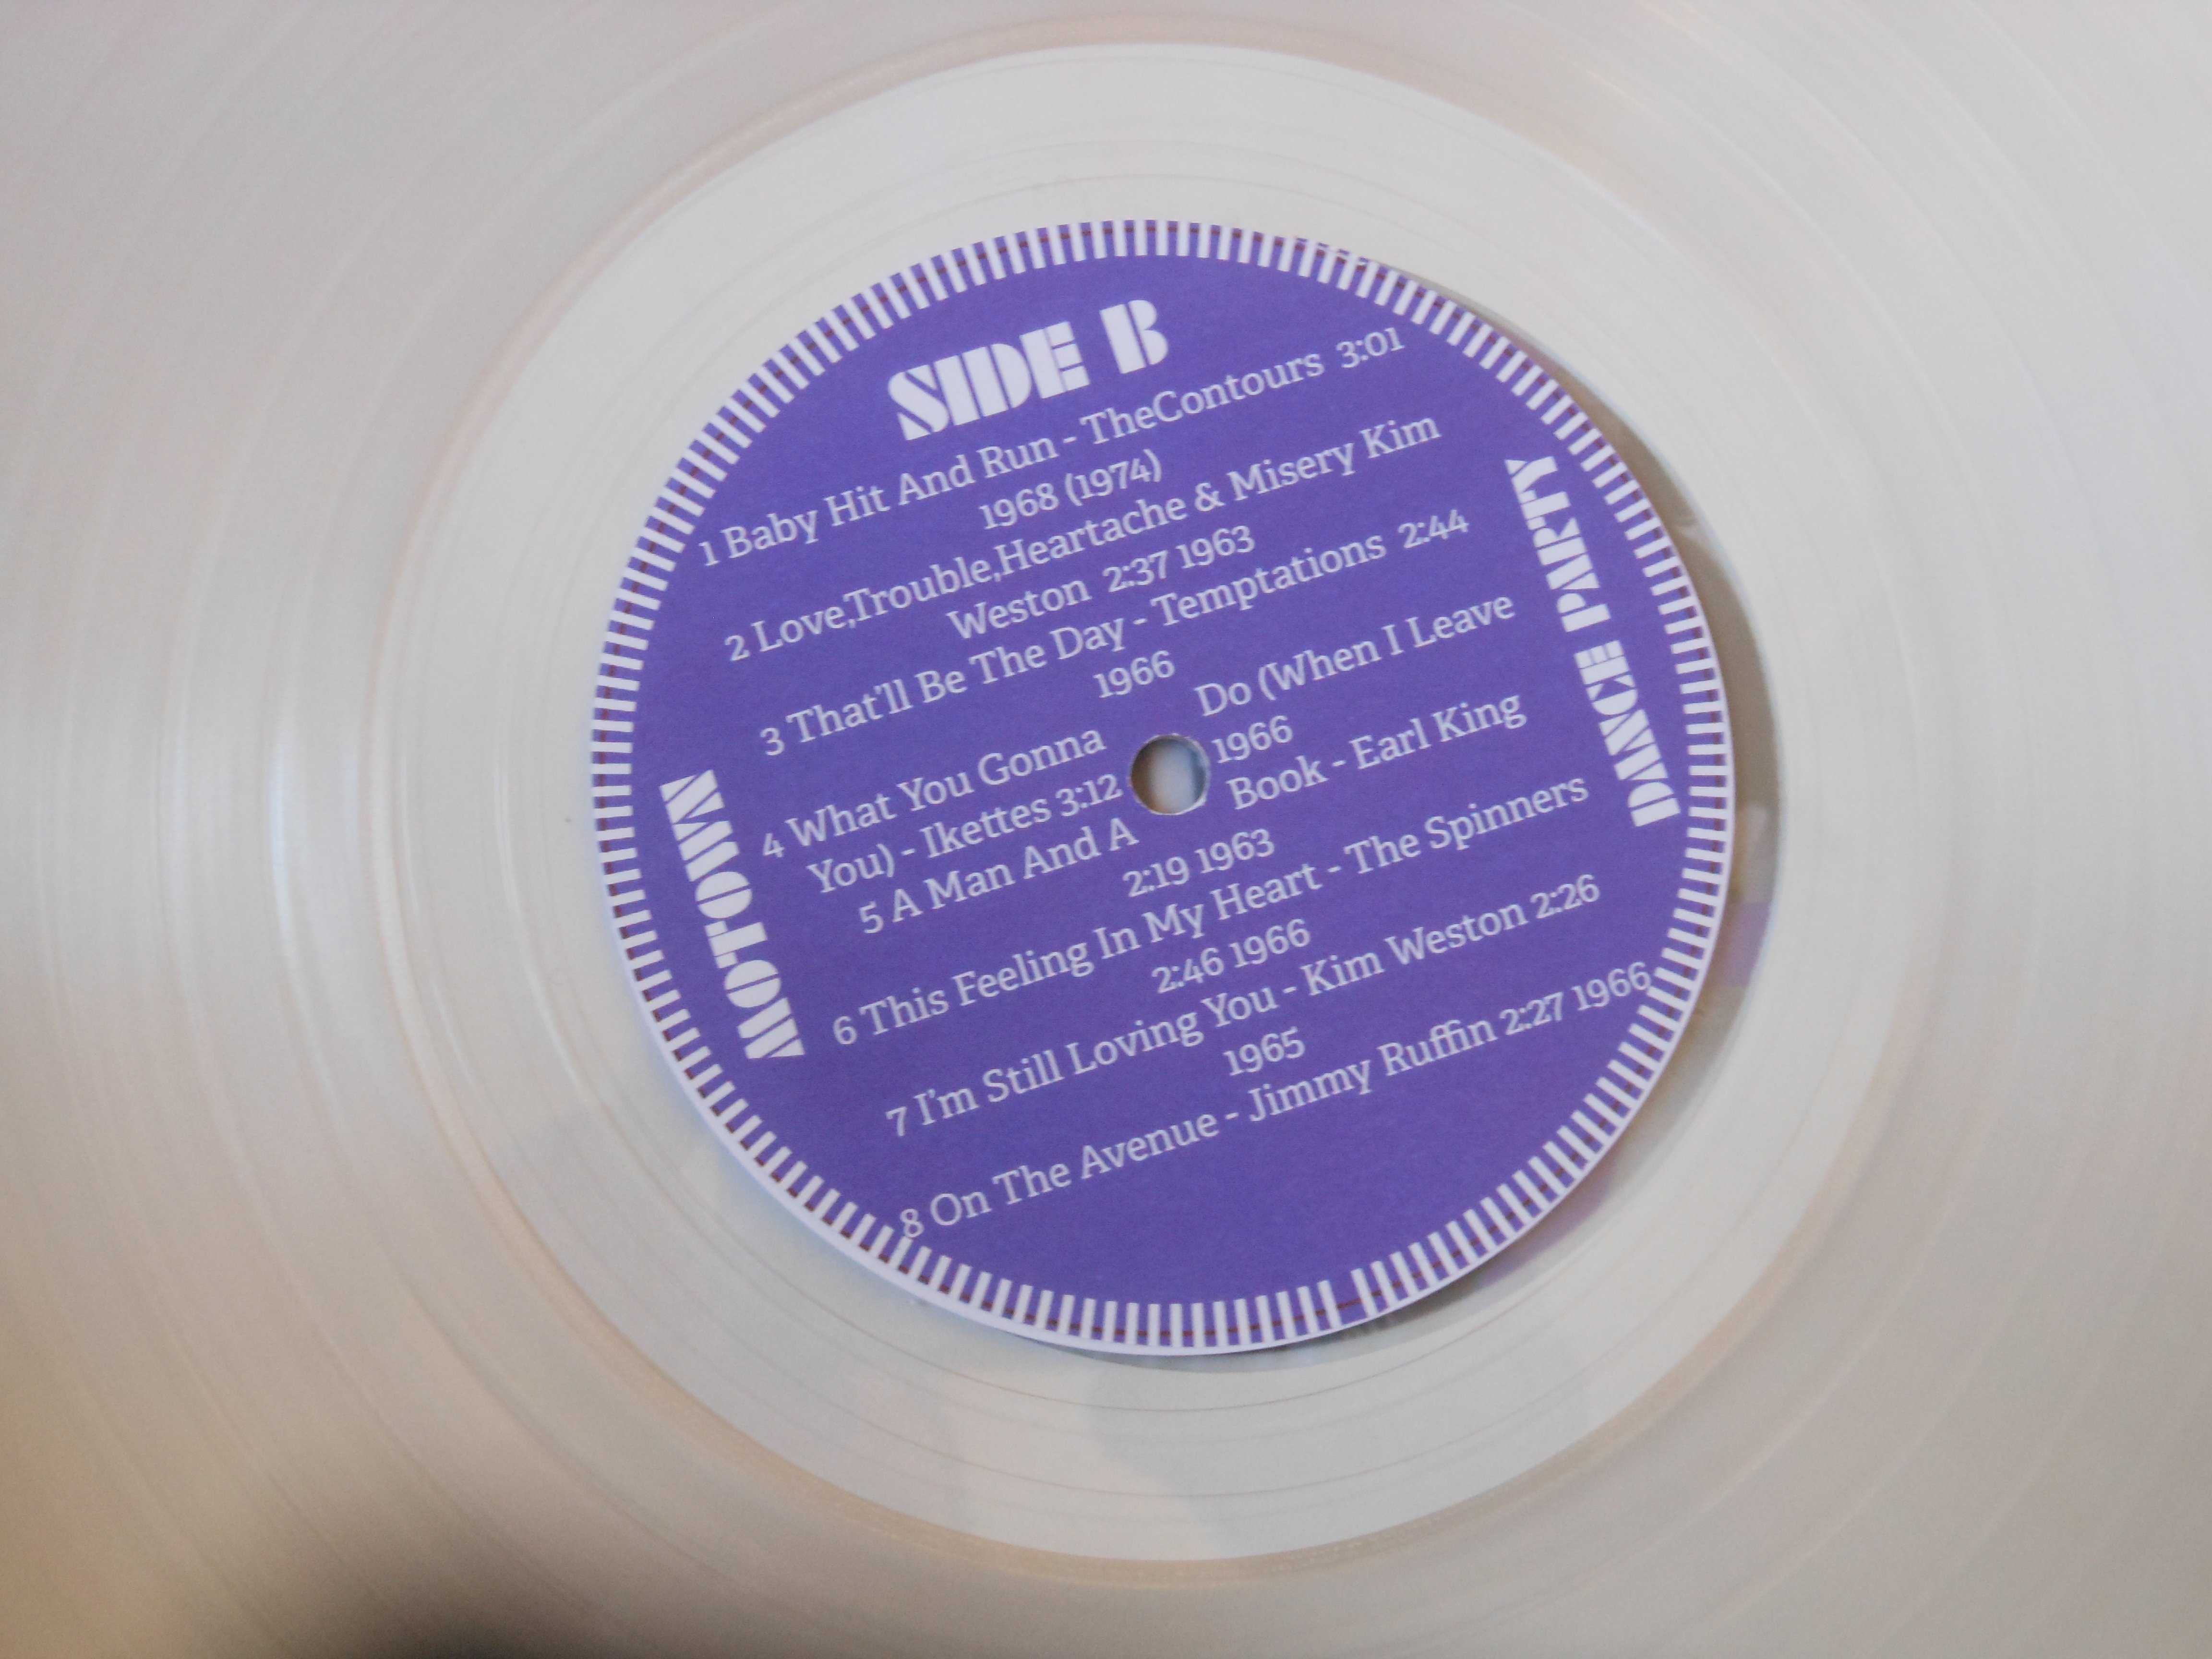 SIDE B
1 Baby Hit And Run - TheContours 3:01
1968 (1974)
2 Love,Trouble,Heartache & Misery Kim
Weston 2:37 1963
3 That'll Be The Day - Temptations 2:44
1966
4 What You Gonna Do (When I Leave
You) - Ikettes 3:12 1966
5 A Man And A Book - Earl King
2:19 1963
6 This Feeling In My Heart - The Spinners
2:46 1966
7 I'm Still Loving You - Kim Weston 2:26
1965
8 On The Avenue - Jimmy Ruffin 2:27 1966
MOTOWN
DANCE PARTY